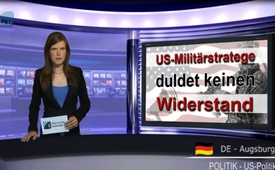 US-Militärstratege
duldet keinen
Widerstand
DE - Augsburg
POLITIK - US-Politik